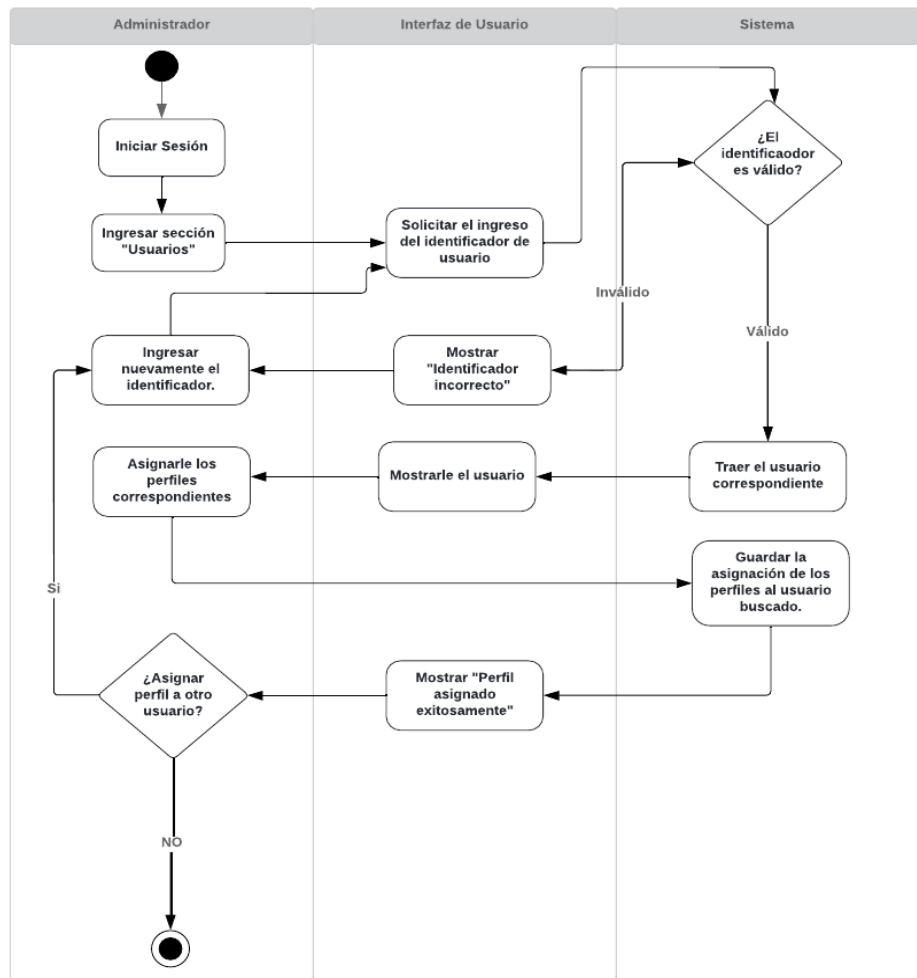 Administrador
Interfaz de Usuario
Sistema
Iniciar Sesión
¿El
identificaodor
es válido?
Ingresar sección
"Usuarios"
Solicitar el ingreso
del identificador de
usuario
Inválido
Válido
Ingresar
nuevamente el
identificador.
Mostrar
"Identificador
incorrecto"
Asignarle los
perfiles
correspondientes
Mostrarle el usuario
Traer el usuario
correspondiente
Guardar la
asignación de los
perfiles al usuario
buscado.
Si
¿Asignar
perfil a otro
usuario?
Mostrar "Perfil
asignado
exitosamente"
NO